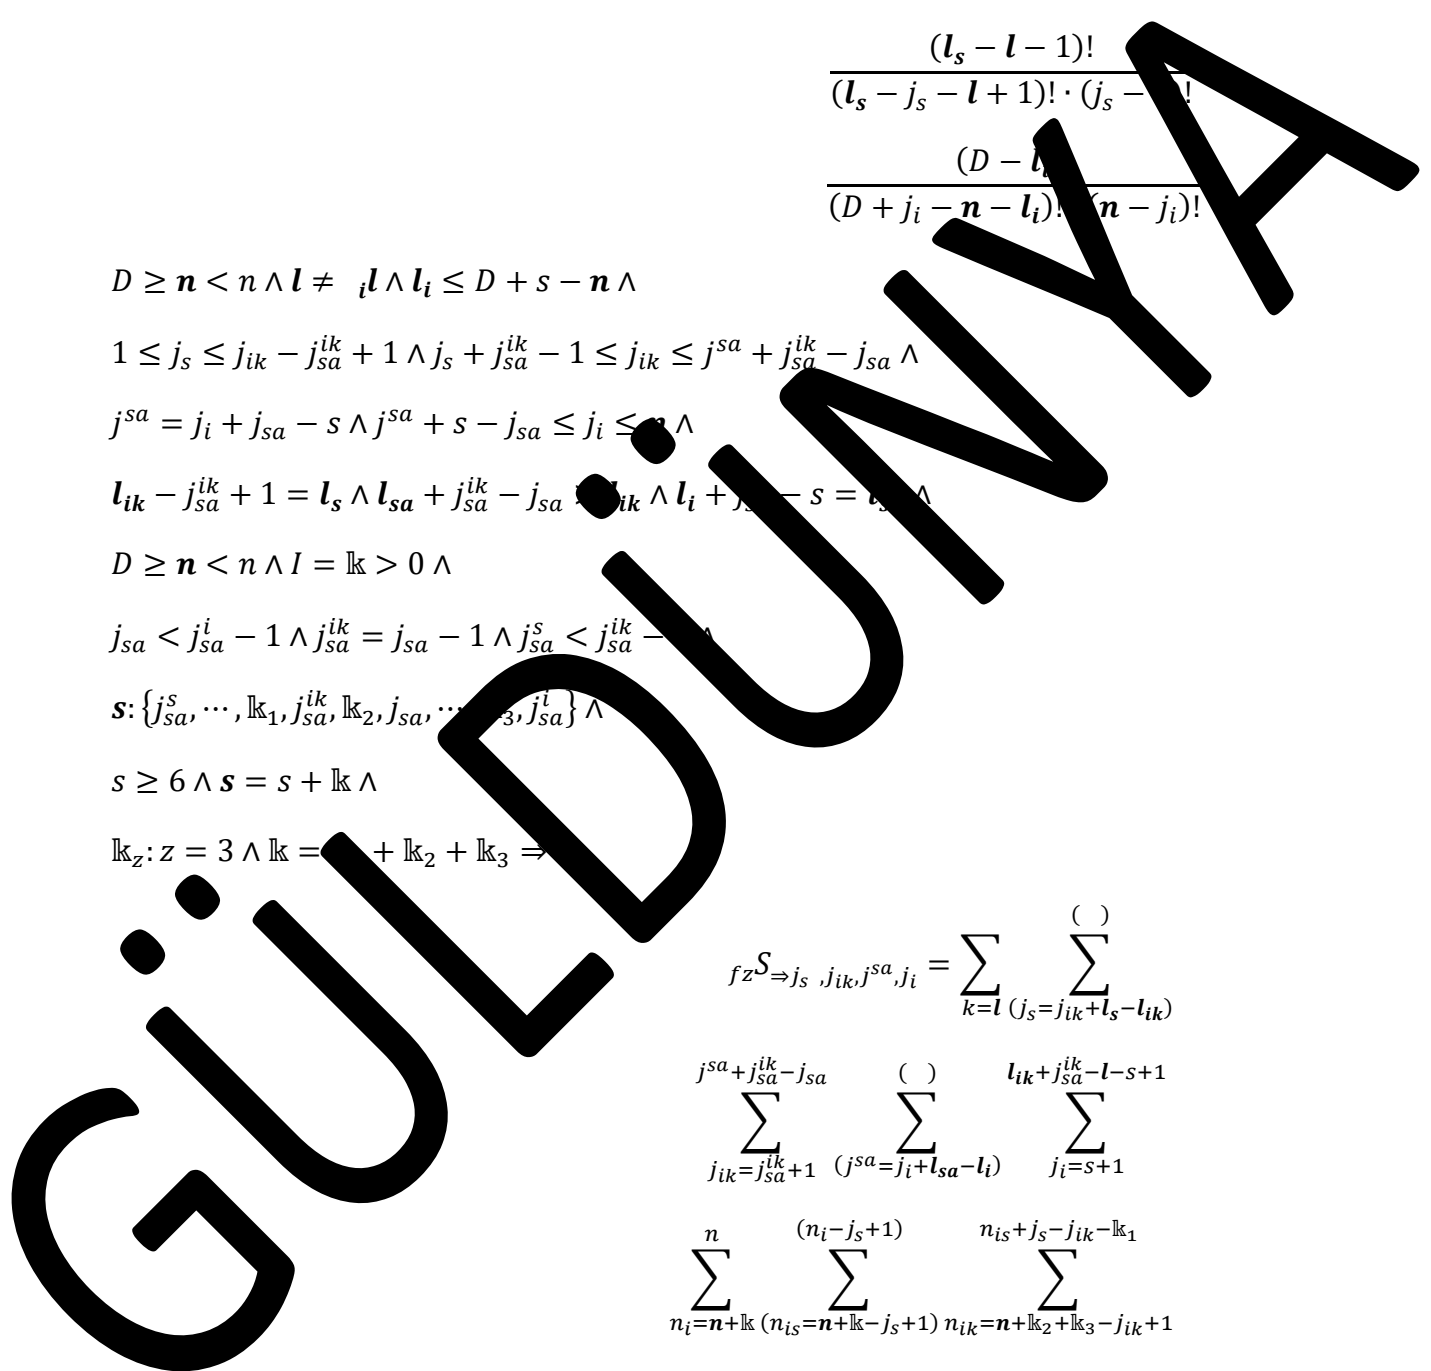 (l_s − l − 1)!
(l_s − j_s − l + 1)! · (j_s − )!
(D − l
(D + j_i − n − l_i)! (n − j_i)!
D ≥ n < n ∧ l ≠ _il ∧ l_i ≤ D + s − n ∧
1 ≤ j_s ≤ j_ik − j_sa^ik + 1 ∧ j_s + j_sa^ik − 1 ≤ j_ik ≤ j^sa + j_sa^ik − j_sa ∧
j^sa = j_i + j_sa − s ∧ j^sa + s − j_sa ≤ j_i ≤ n ∧
l_ik − j_sa^ik + 1 = l_s ∧ l_sa + j_sa^ik − j_sa l_ik ∧ l_i + − s = ∧
D ≥ n < n ∧ I = 𝕜 > 0 ∧
j_sa < j_sa^i − 1 ∧ j_sa^ik = j_sa − 1 ∧ j_sa^s < j_sa^ik − ∧
s: {j_sa^s, ⋯ , 𝕜_1, j_sa^ik, 𝕜_2, j_sa, ⋯ _3, j_sa^i} ∧
s ≥ 6 ∧ s = s + 𝕜 ∧
𝕜_z: z = 3 ∧ 𝕜 = + 𝕜_2 + 𝕜_3 ⇒
( )
_fzS_⇒j_s ,j_ik,j^sa,j_i = ∑ ∑
k=l (j_s=j_ik+l_s−l_ik)
j^sa+j_sa^ik−j_sa ( ) l_ik+j_sa^ik−l−s+1
∑ ∑ ∑
j_ik=j_sa^ik+1 (j^sa=j_i+l_sa−l_i) j_i=s+1
n (n_i−j_s+1) n_is+j_s−j_ik−𝕜_1
∑ ∑ ∑
n_i=n+𝕜 (n_is=n+𝕜−j_s+1) n_ik=n+𝕜_2+𝕜_3−j_ik+1
GÜLDÜNYA